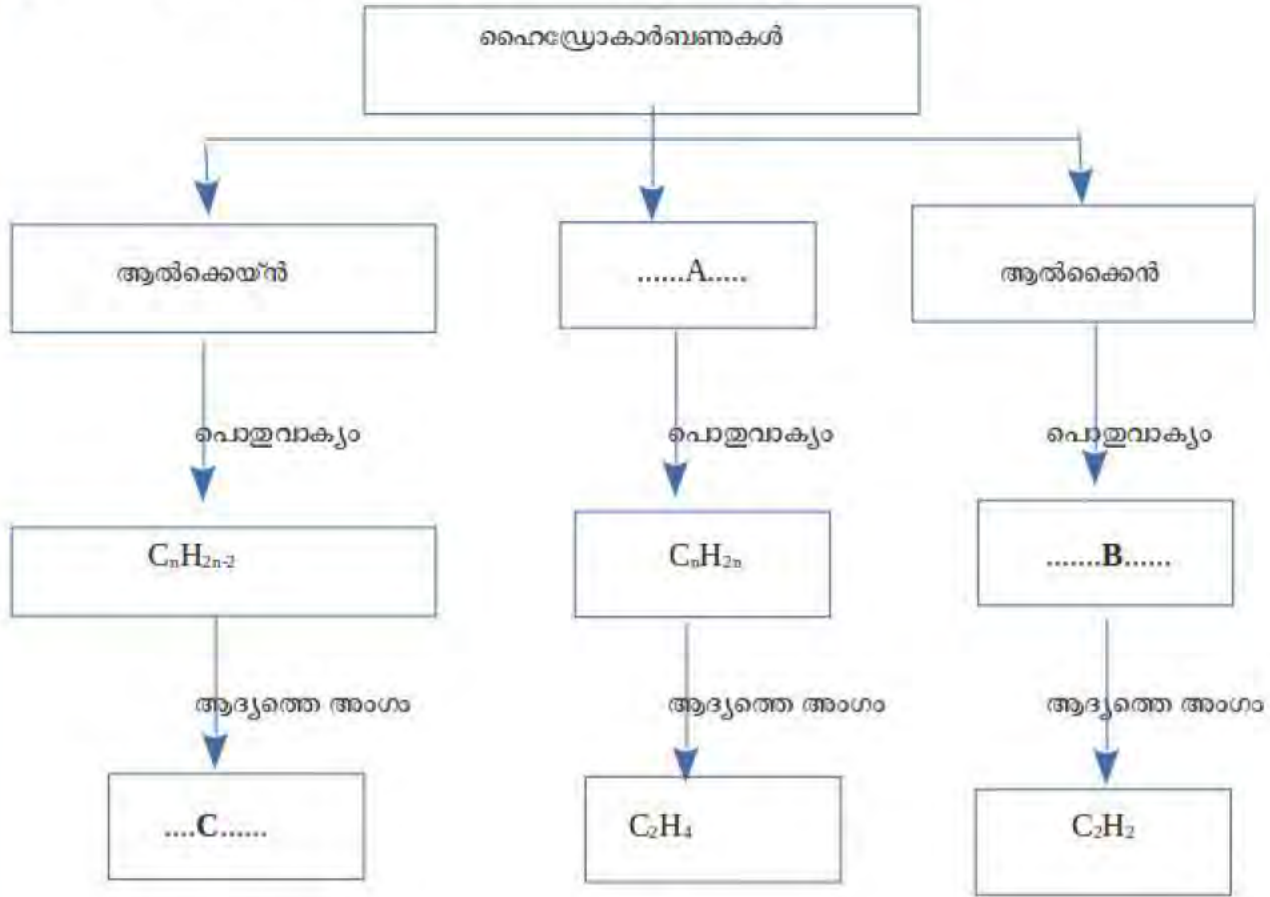 ഹൈഡ്രോകാർബണുകൾ
ആൽക്കെയ്ൻ
......A.....
ആൽക്കൈൻ
പൊതുവാക്യം
പൊതുവാക്യം
പൊതുവാക്യം
CₙH₂ₙ₋₂
CₙH₂ₙ
.......B......
ആദ്യത്തെ അംഗം
ആദ്യത്തെ അംഗം
ആദ്യത്തെ അംഗം
....C......
C₂H₄
C₂H₂